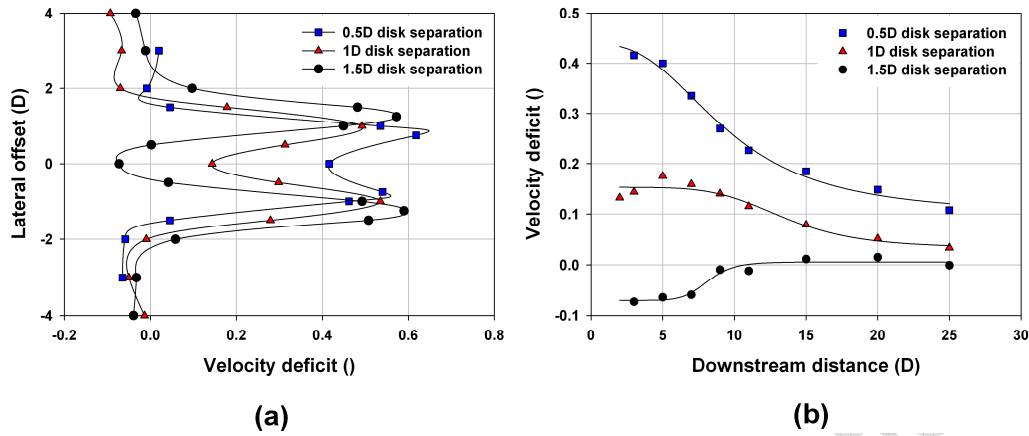 4
2
0
-2
-4
Lateral offset (D)
0.5D disk separation
1D disk separation
1.5D disk separation
-0.2
0.0
0.2
0.4
0.6
0.8
Velocity deficit ()
(a)
0.5
0.4
0.3
0.2
0.1
0.0
-0.1
Velocity deficit ()
0.5D disk separation
1D disk separation
1.5D disk separation
0
5
10
15
20
25
30
Downstream distance (D)
(b)